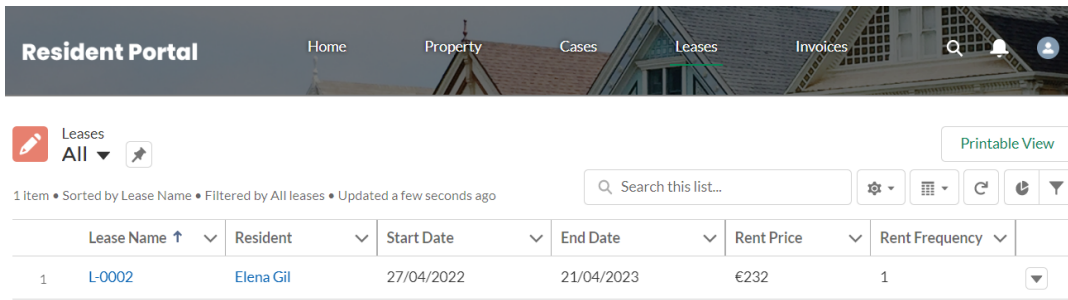 Resident Portal Home Property Cases Leases Invoices
Leases
All
Printable View
1 item • Sorted by Lease Name • Filtered by All leases • Updated a few seconds ago
Search this list...
Lease Name Resident Start Date End Date Rent Price Rent Frequency
1 L-0002 Elena Gil 27/04/2022 21/04/2023 €232 1